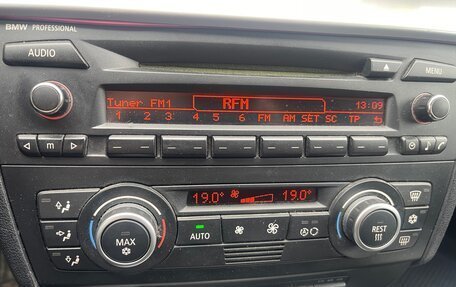 BMW PROFESSIONAL
AUDIO
MENU
Tuner FM1 RFM 13:09
1 2 3 4 5 6 FM AM SET SC TP
m
19.0° 19.0°
MAX
AUTO
REST